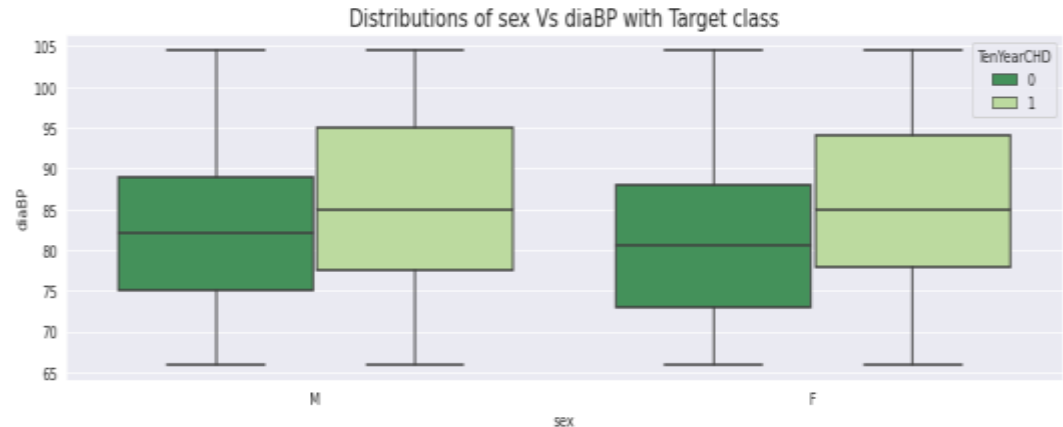 Distributions of sex Vs diaBP with Target class
TenYearCHD
0
1
105
100
95
90
85
80
75
70
65
diaBP
M
F
sex